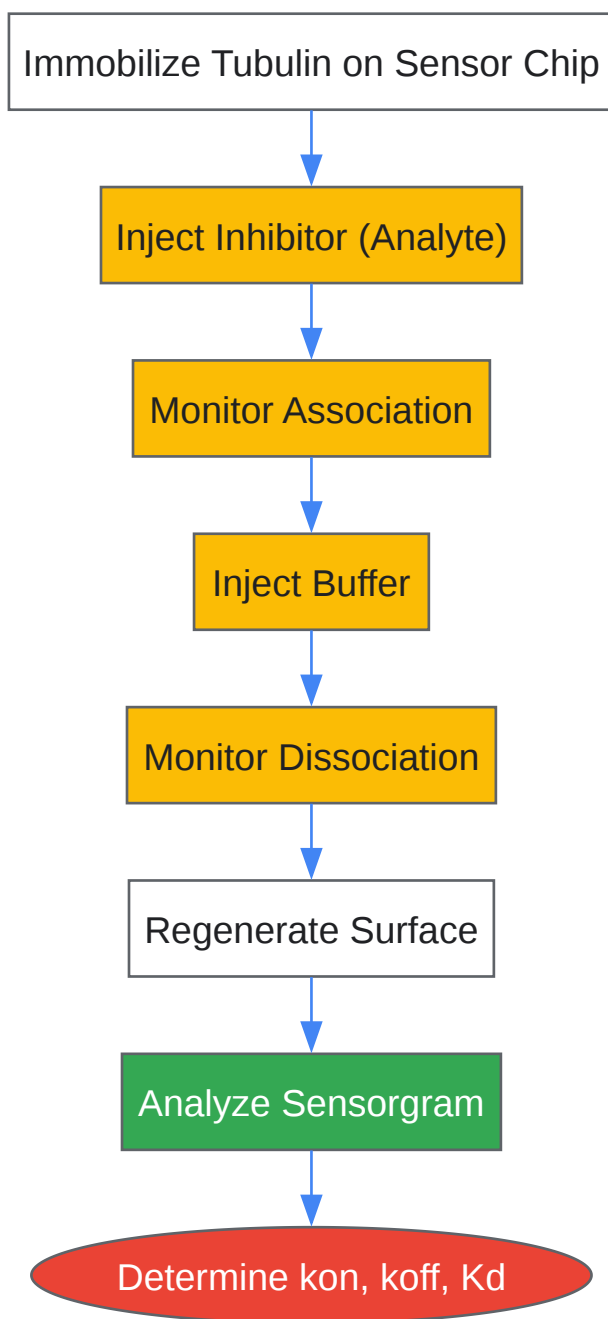 Immobilize Tubulin on Sensor Chip
Inject Inhibitor (Analyte)
Monitor Association
Inject Buffer
Monitor Dissociation
Regenerate Surface
Analyze Sensorgram
Determine kon, koff, Kd